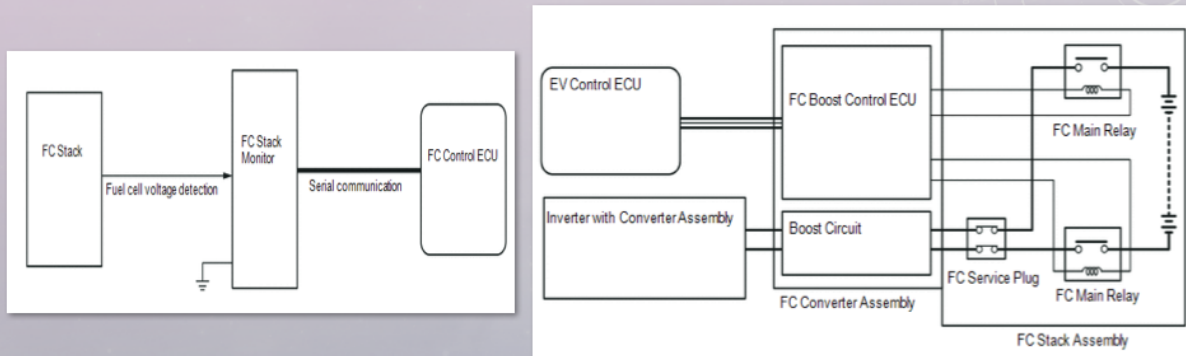 FC Stack
Fuel cell voltage detection
FC Stack
Monitor
Serial communication
FC Control ECU
EV Control ECU
FC Boost Control ECU
FC Main Relay
Inverter with Converter Assembly
Boost Circuit
FC Service Plug
FC Main Relay
FC Converter Assembly
FC Stack Assembly